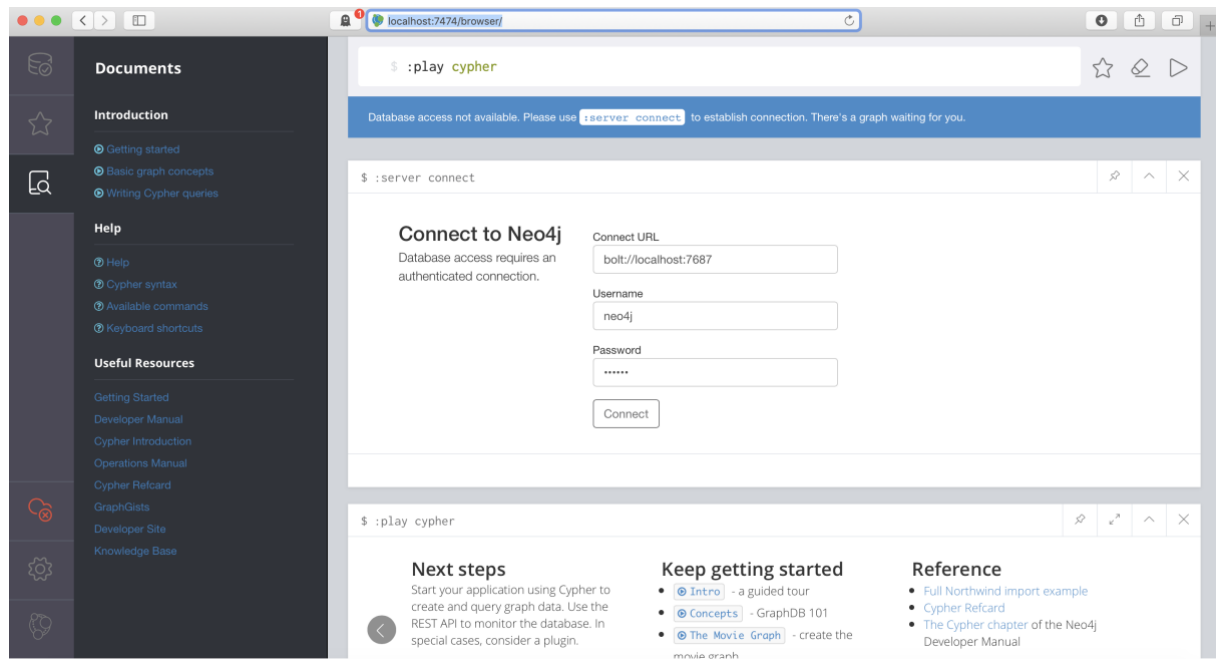 1
localhost:7474/browser/
Documents
Introduction
Getting started
Basic graph concepts
Writing Cypher queries
Help
Help
Cypher syntax
Available commands
Keyboard shortcuts
Useful Resources
Getting Started
Developer Manual
Cypher Introduction
Operations Manual
Cypher Refcard
GraphGists
Developer Site
Knowledge Base
$ :play cypher
Database access not available. Please use :server connect to establish connection. There's a graph waiting for you.
$ :server connect
Connect to Neo4j
Database access requires an
authenticated connection.
Connect URL
bolt://localhost:7687
Username
neo4j
Password
••••••
Connect
$ :play cypher
Next steps
Start your application using Cypher to
create and query graph data. Use the
REST API to monitor the database. In
special cases, consider a plugin.
Keep getting started
Intro - a guided tour
Concepts - GraphDB 101
The Movie Graph - create the
movie graph
Reference
Full Northwind import example
Cypher Refcard
The Cypher chapter of the Neo4j
Developer Manual